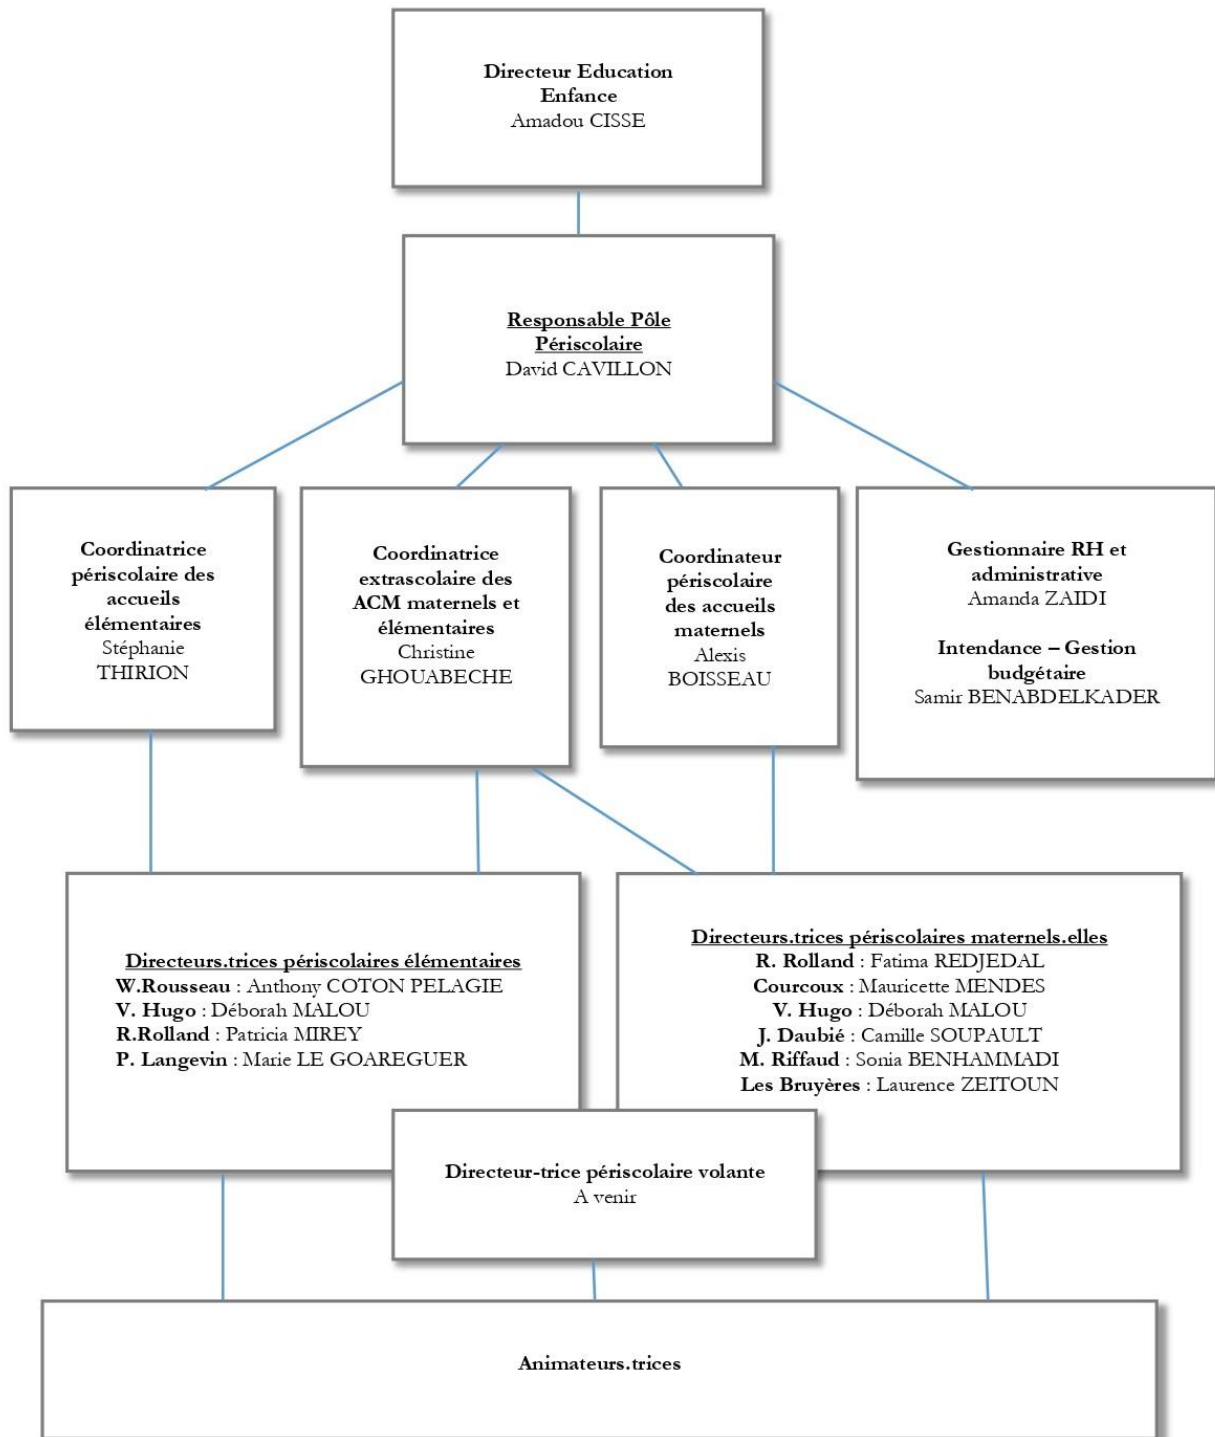 Directeur Education
Enfance
Amadou CISSE
Responsable Pôle
Périscolaire
David CAVILLON
Coordinatrice
périscolaire des
accueils
élémentaires
Stéphanie
THIRION
Coordinatrice
extrascolaire des
ACM maternels et
élémentaires
Christine
GHOUABECHE
Coordinateur
périscolaire
des accueils
maternels
Alexis
BOISSEAU
Gestionnaire RH et
administrative
Amanda ZAIDI
Intendance – Gestion
budgétaire
Samir BENABDELKADER
Directeurs.trices périscolaires élémentaires
W.Rousseau : Anthony COTON PELAGIE
V. Hugo : Déborah MALOU
R.Rolland : Patricia MIREY
P. Langevin : Marie LE GOAREGUER
Directeurs.trices périscolaires maternels.elles
R. Rolland : Fatima REDJEDAL
Courcoux : Mauricette MENDES
V. Hugo : Déborah MALOU
J. Daubié : Camille SOUPAULT
M. Riffaud : Sonia BENHAMMADI
Les Bruyères : Laurence ZEITOUN
Directeur-trice périscolaire volante
A venir
Animateurs.trices